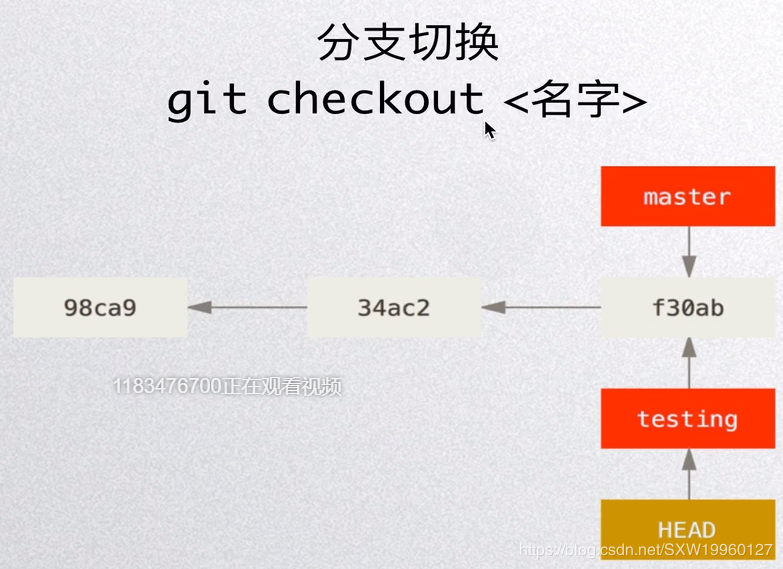 分支切换
git checkout <名字>
master
98ca9
34ac2
f30ab
1183476700正在观看视频
testing
HEAD
https://blog.csdn.net/SXW19960127